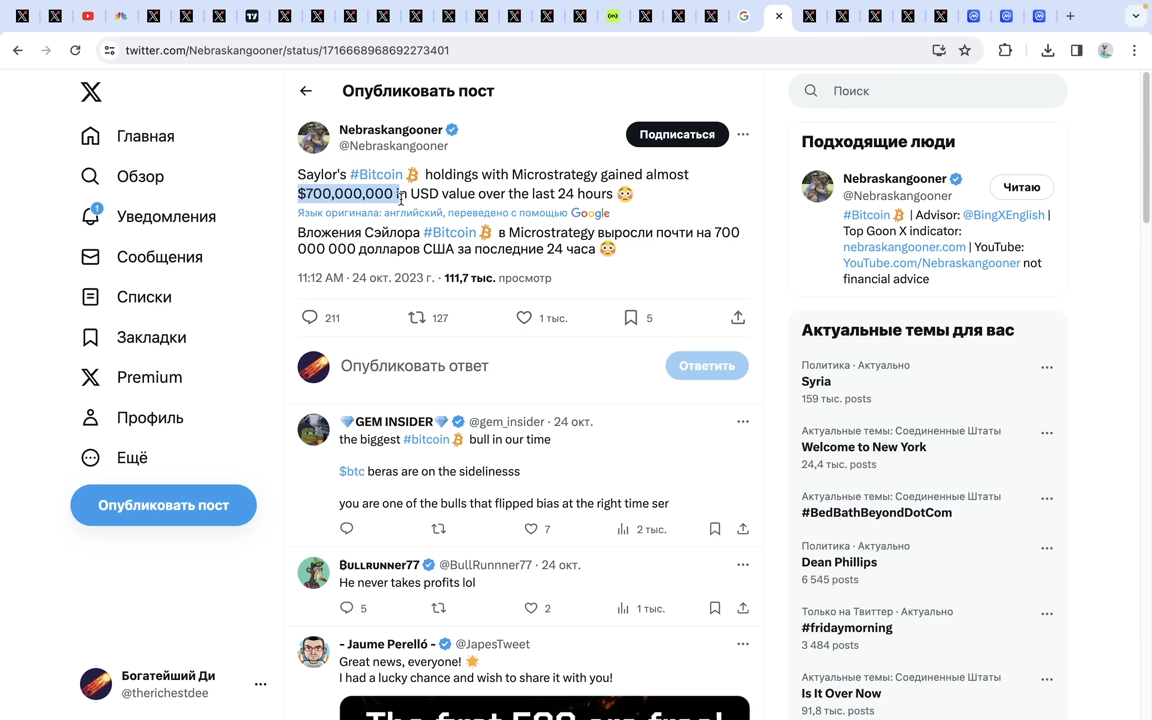 twitter.com/Nebraskangooner/status/1716668968692273401
Главная
Обзор
1
Уведомления
Сообщения
Списки
Закладки
Premium
Профиль
Ещё
Опубликовать пост
Богатейший Ди
@therichestdee
Опубликовать пост
Nebraskangooner
@Nebraskangooner
Подписаться
Saylor's #Bitcoin holdings with Microstrategy gained almost
$700,000,000 in USD value over the last 24 hours 😳
Язык оригинала: английский, переведено с помощью Google
Вложения Сэйлора #Bitcoin в Microstrategy выросли почти на 700
000 000 долларов США за последние 24 часа 😳
11:12 AM · 24 окт. 2023 г. · 111,7 тыс. просмотр
211
127
1 тыс.
5
Опубликовать ответ
Ответить
💎GEM INSIDER💎 @gem_insider · 24 окт.
the biggest #bitcoin bull in our time
$btc beras are on the sidelinesss
you are one of the bulls that flipped bias at the right time ser
7
2 тыс.
BULLRUNNER77 @BullRunnner77 · 24 окт.
He never takes profits lol
5
2
1 тыс.
- Jaume Perelló - @JapesTweet
Great news, everyone! 🌟
I had a lucky chance and wish to share it with you!
The first 500 are free!
Поиск
Подходящие люди
Nebraskangooner
@Nebraskangooner
Читаю
#Bitcoin | Advisor: @BingXEnglish |
Top Goon X indicator:
nebraskangooner.com | YouTube:
YouTube.com/Nebraskangooner not
financial advice
Актуальные темы для вас
Политика · Актуально
Syria
159 тыс. posts
Актуальные темы: Соединенные Штаты
Welcome to New York
24,4 тыс. posts
Актуальные темы: Соединенные Штаты
#BedBathBeyondDotCom
Политика · Актуально
Dean Phillips
6 545 posts
Только на Твиттер · Актуально
#fridaymorning
3 484 posts
Актуальные темы: Соединенные Штаты
Is It Over Now
91,8 тыс. posts